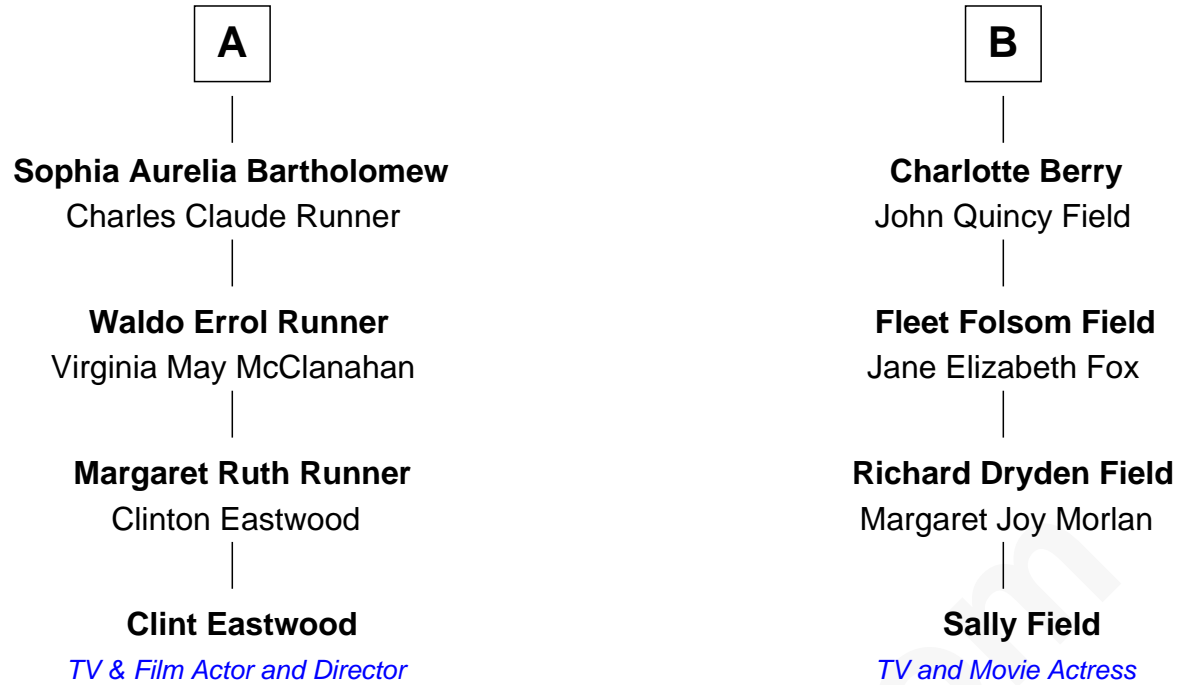 A
Sophia Aurelia Bartholomew
Charles Claude Runner
Waldo Errol Runner
Virginia May McClanahan
Margaret Ruth Runner
Clinton Eastwood
Clint Eastwood
TV & Film Actor and Director
B
Charlotte Berry
John Quincy Field
Fleet Folsom Field
Jane Elizabeth Fox
Richard Dryden Field
Margaret Joy Morlan
Sally Field
TV and Movie Actress